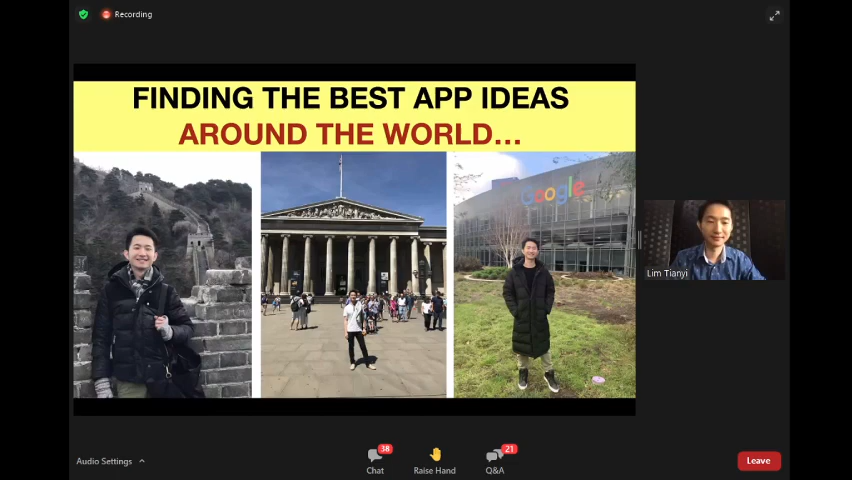 Recording
FINDING THE BEST APP IDEAS
AROUND THE WORLD...
Google
Lim Tianyi
Audio Settings
38
Chat
Raise Hand
21
Q&A
Leave